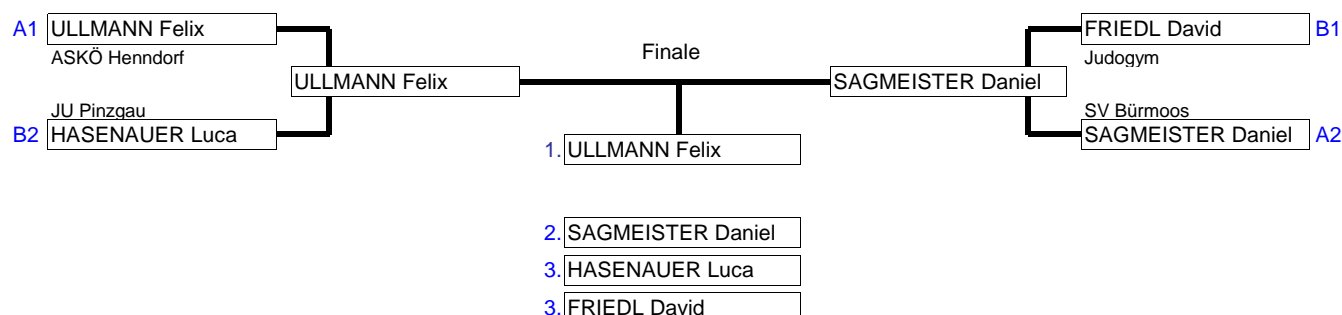 A1 ULLMANN Felix
ASKÖ Henndorf
ULLMANN Felix
JU Pinzgau
B2 HASENAUER Luca
Finale
FRIEDL David B1
Judogym
SAGMEISTER Daniel
SV Bürmoos
SAGMEISTER Daniel A2
1. ULLMANN Felix
2. SAGMEISTER Daniel
3. HASENAUER Luca
3. FRIEDL David